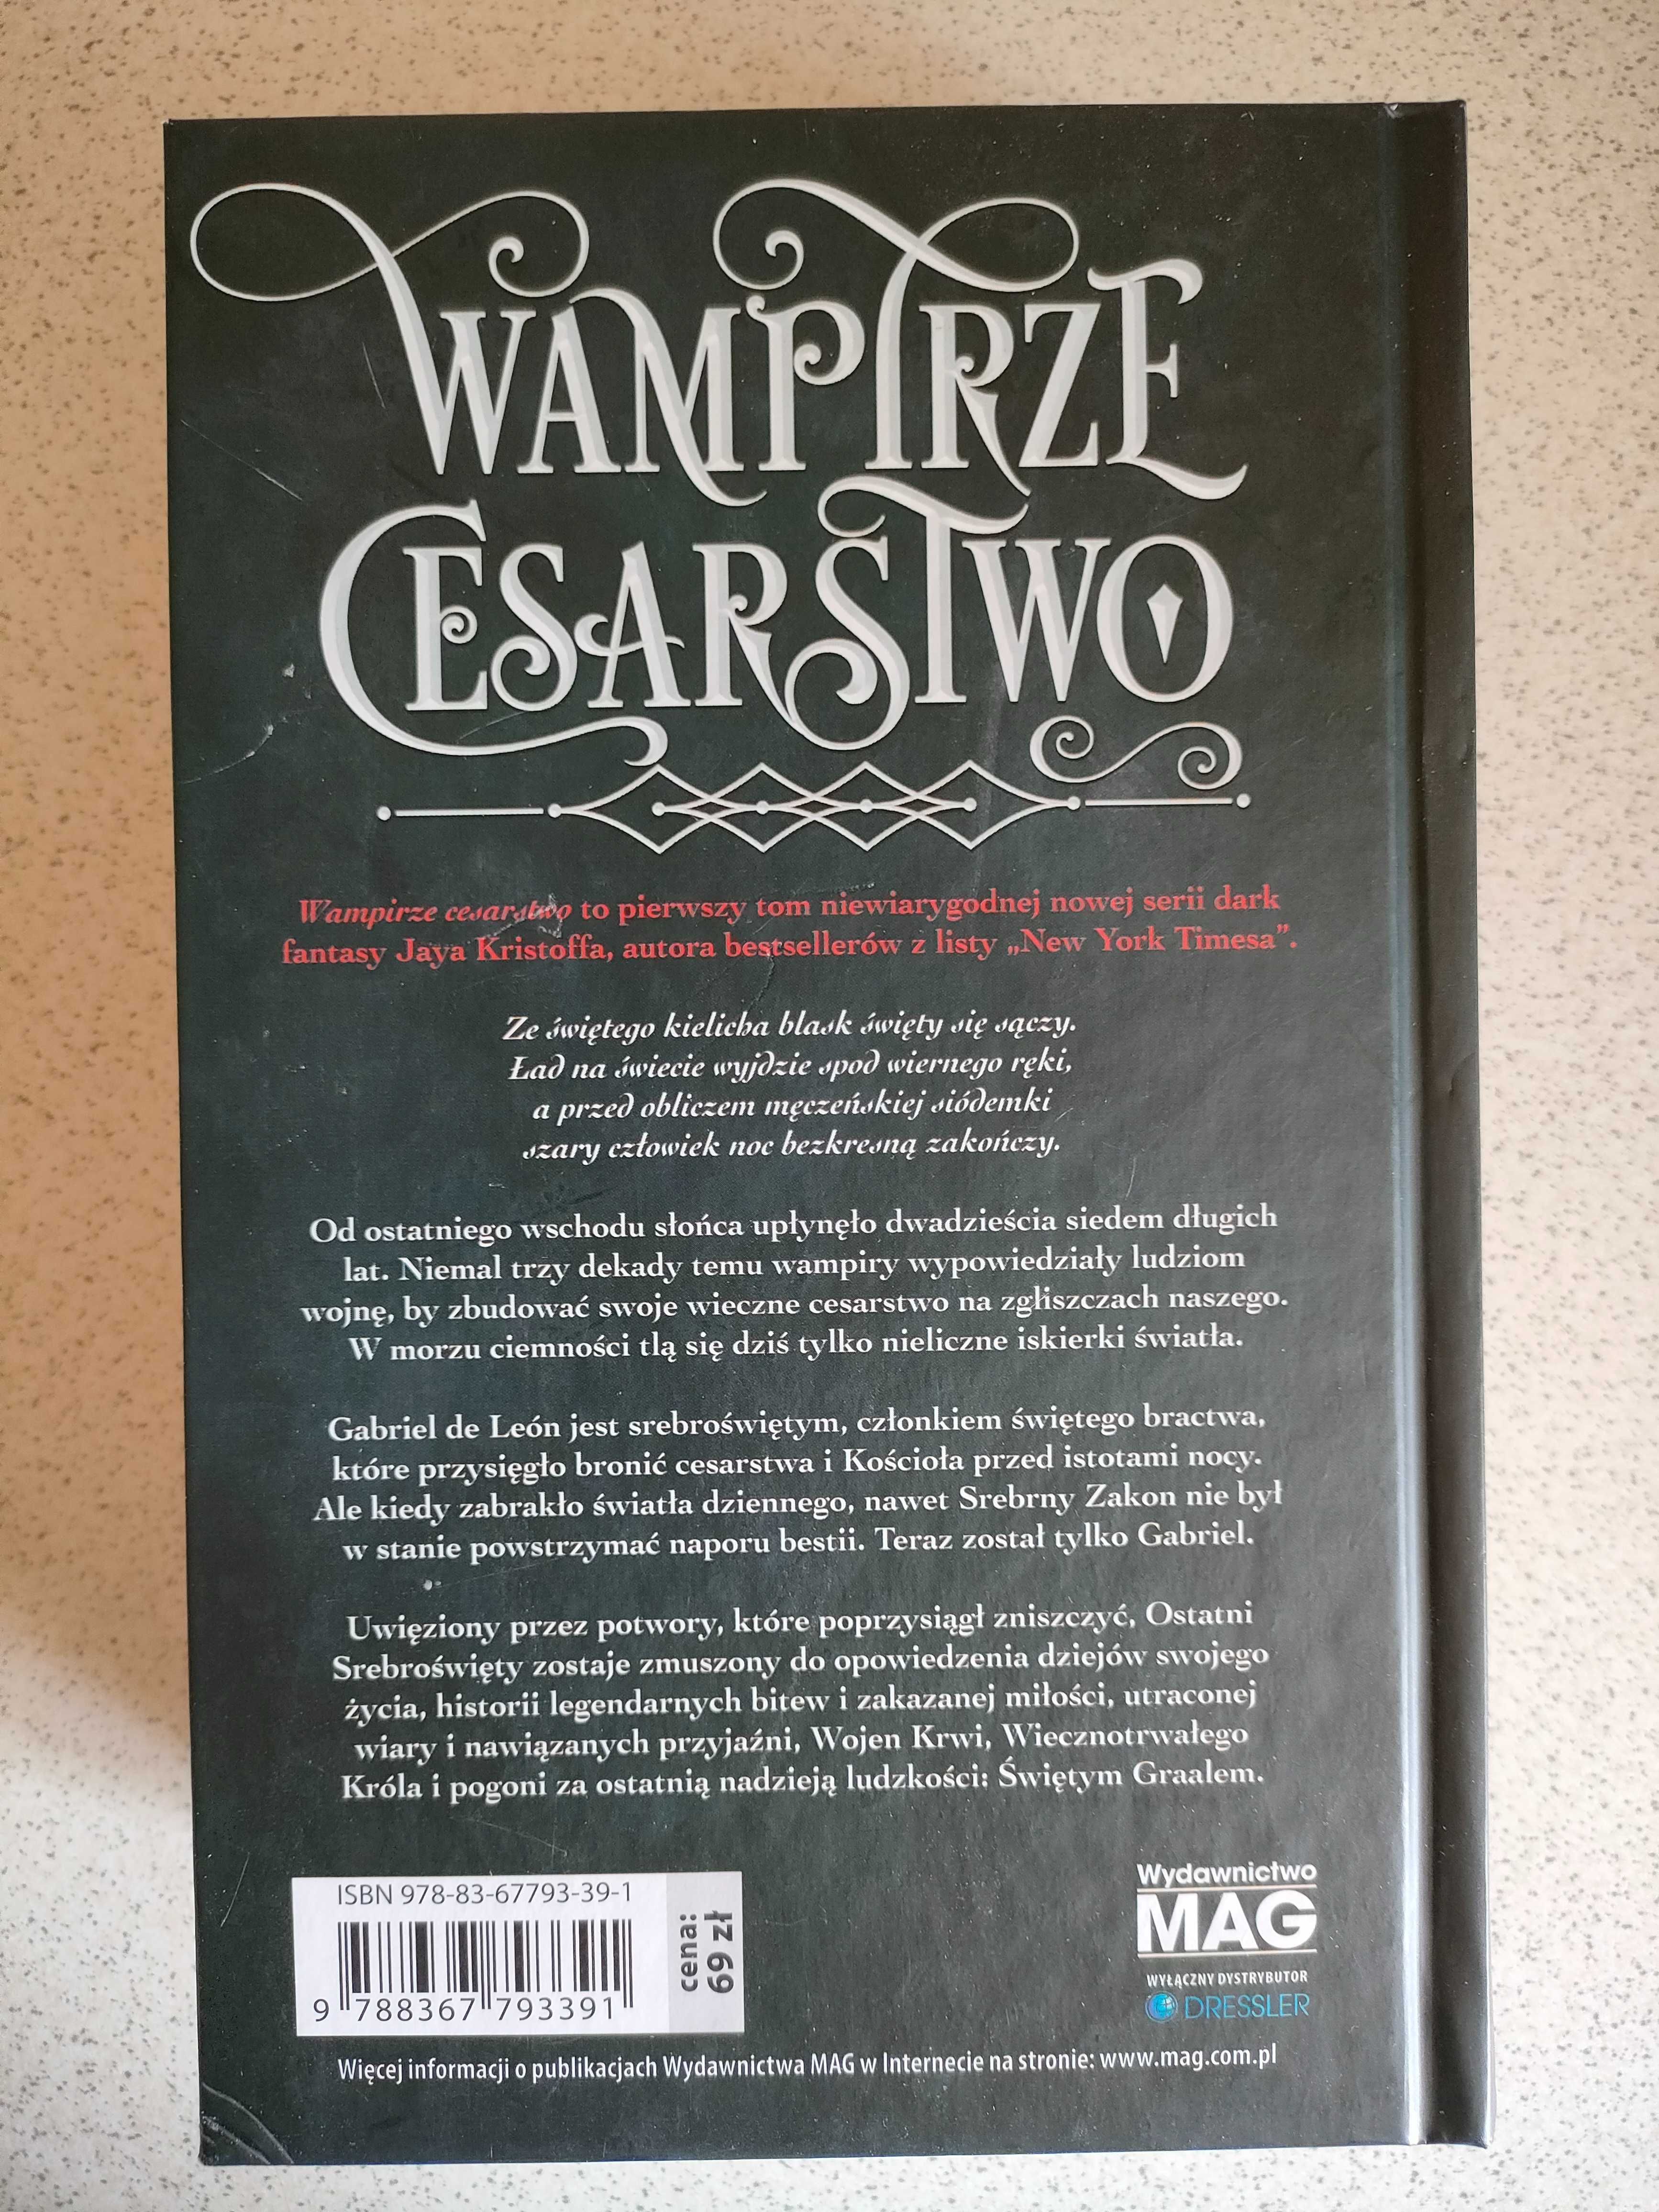 WAMPIRZE
CESARSTWO
Wampirze cesarstwo to pierwszy tom niewiarygodnej nowej serii dark
fantasy Jaya Kristoffa, autora bestsellerów z listy „New York Timesa”.
Ze świętego kielicha blask święty się sączy.
Ład na świecie wyjdzie spod wiernego ręki,
a przed obliczem męczeńskiej siódemki
szary człowiek noc bezkresną zakończy.
Od ostatniego wschodu słońca upłynęło dwadzieścia siedem długich
lat. Niemal trzy dekady temu wampiry wypowiedziały ludziom
wojnę, by zbudować swoje wieczne cesarstwo na zgliszczach naszego.
W morzu ciemności tlą się dziś tylko nieliczne iskierki światła.
Gabriel de León jest srebroświętym, członkiem świętego bractwa,
które przysięgło bronić cesarstwa i Kościoła przed istotami nocy.
Ale kiedy zabrakło światła dziennego, nawet Srebrny Zakon nie był
w stanie powstrzymać naporu bestii. Teraz został tylko Gabriel.
Uwięziony przez potwory, które poprzysiągł zniszczyć, Ostatni
Srebroświęty zostaje zmuszony do opowiedzenia dziejów swojego
życia, historii legendarnych bitew i zakazanej miłości, utraconej
wiary i nawiązanych przyjaźni, Wojen Krwi, Wiecznotrwałego
Króla i pogoni za ostatnią nadzieją ludzkości: Świętym Graalem.
ISBN 978-83-67793-39-1
9 788367 793391
cena:
69 zł
Wydawnictwo
MAG
WYŁĄCZNY DYSTRYBUTOR
DRESSLER
Więcej informacji o publikacjach Wydawnictwa MAG w Internecie na stronie: www.mag.com.pl